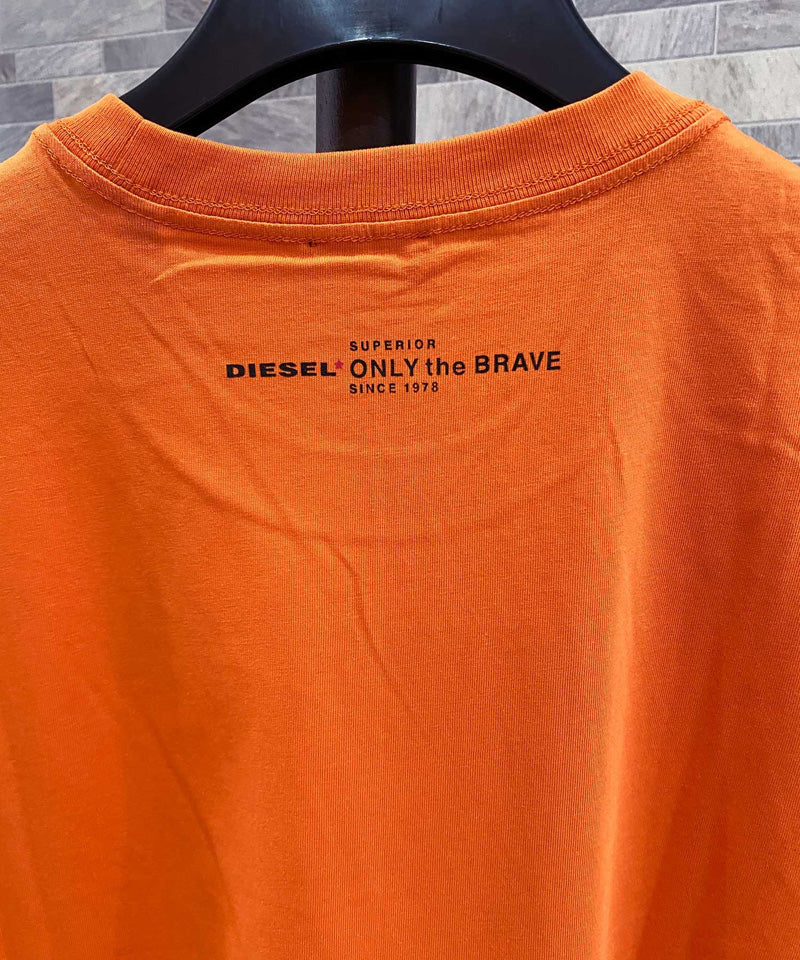 SUPERIOR
DIESEL★ONLY the BRAVE
SINCE 1978